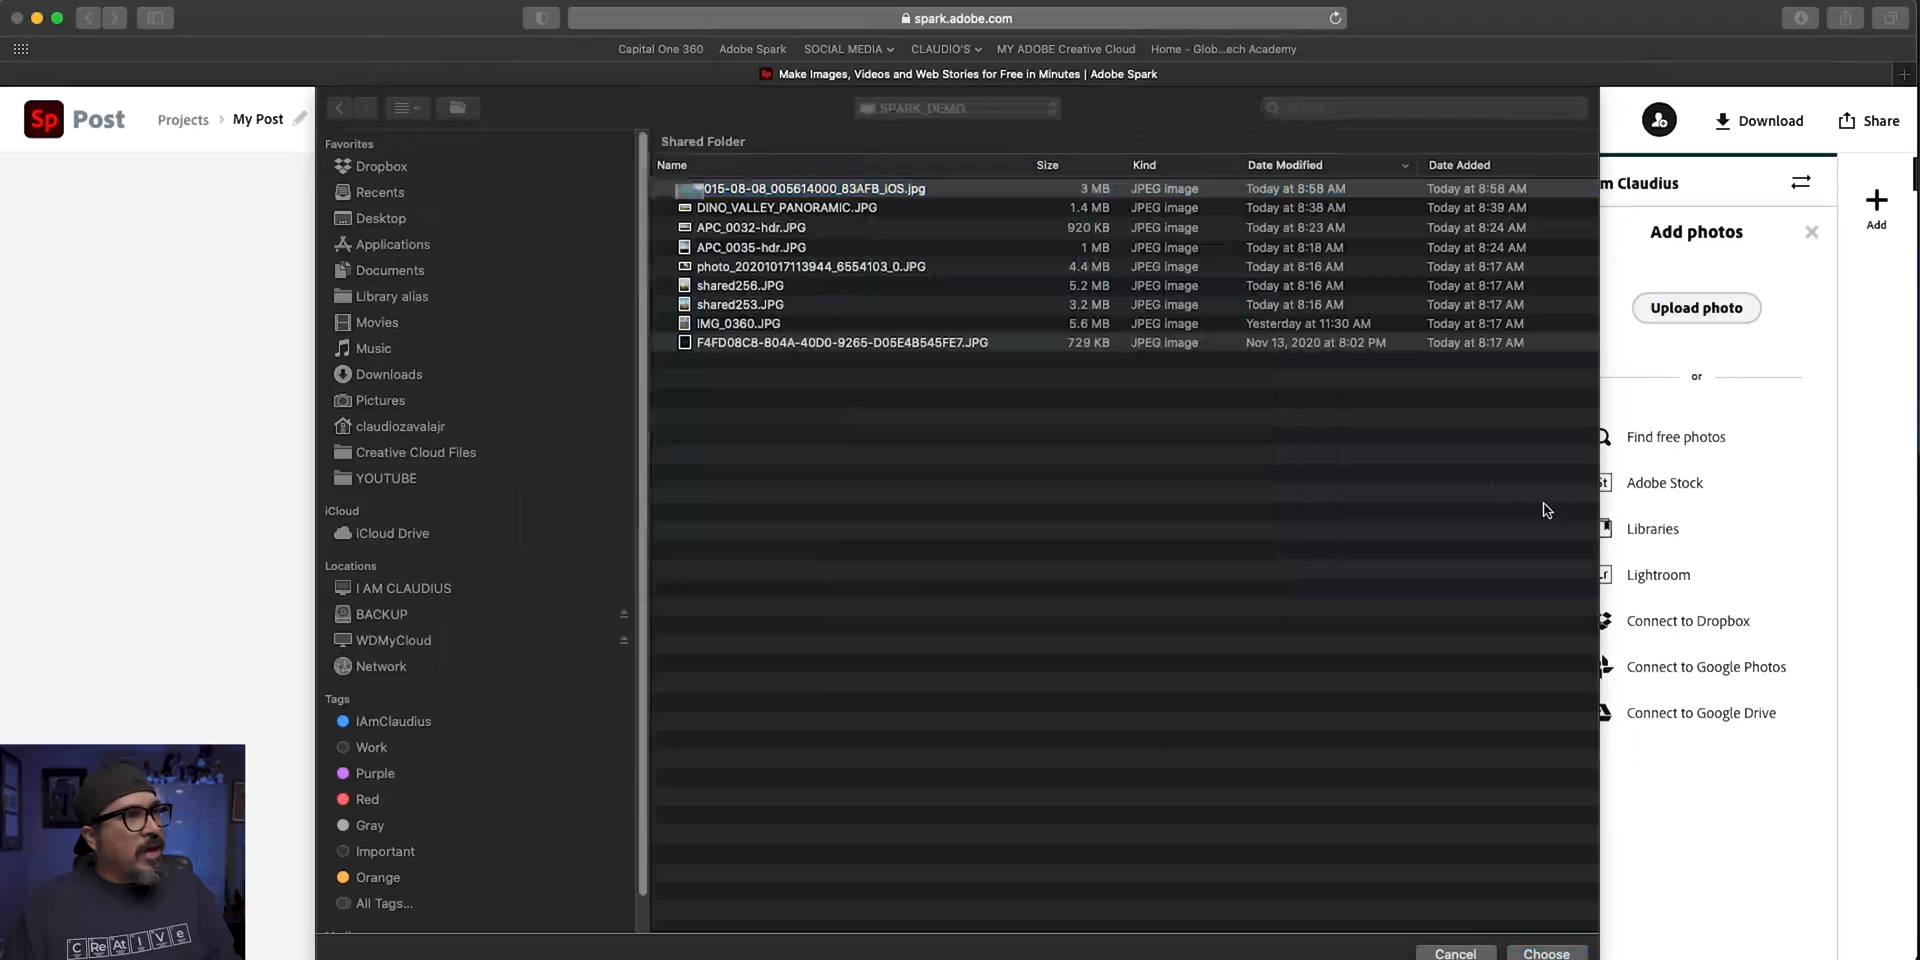 spark.adobe.com
Capital One 360 Adobe Spark SOCIAL MEDIA CLAUDIO'S MY ADOBE Creative Cloud Home – Glob...ech Academy
Sp Make Images, Videos and Web Stories for Free in Minutes | Adobe Spark
Sp Post Projects > My Post
SPARK_DEMO
Download Share
Favorites
Dropbox
Recents
Desktop
Applications
Documents
Library alias
Movies
Music
Downloads
Pictures
claudiozavalajr
Creative Cloud Files
YOUTUBE
iCloud
iCloud Drive
Locations
I AM CLAUDIUS
BACKUP
WDMyCloud
Network
Tags
IAmClaudius
Work
Purple
Red
Gray
Important
Orange
All Tags...
Shared Folder
Name Size Kind Date Modified Date Added
015-08-08_005614000_83AFB_iOS.jpg 3 MB JPEG image Today at 8:58 AM Today at 8:58 AM
DINO_VALLEY_PANORAMIC.JPG 1.4 MB JPEG image Today at 8:38 AM Today at 8:39 AM
APC_0032-hdr.JPG 920 KB JPEG image Today at 8:23 AM Today at 8:24 AM
APC_0035-hdr.JPG 1 MB JPEG image Today at 8:18 AM Today at 8:24 AM
photo_20201017113944_6554103_0.JPG 4.4 MB JPEG image Today at 8:16 AM Today at 8:17 AM
shared256.JPG 5.2 MB JPEG image Today at 8:16 AM Today at 8:17 AM
shared253.JPG 3.2 MB JPEG image Today at 8:16 AM Today at 8:17 AM
IMG_0360.JPG 5.6 MB JPEG image Yesterday at 11:30 AM Today at 8:17 AM
F4FD08C8-804A-40D0-9265-D05E4B545FE7.JPG 729 KB JPEG image Nov 13, 2020 at 8:02 PM Today at 8:17 AM
Cancel Choose
m Claudius
Add photos
Upload photo
or
Find free photos
St Adobe Stock
Libraries
Lr Lightroom
Connect to Dropbox
Connect to Google Photos
Connect to Google Drive
Add
CReAtIVe